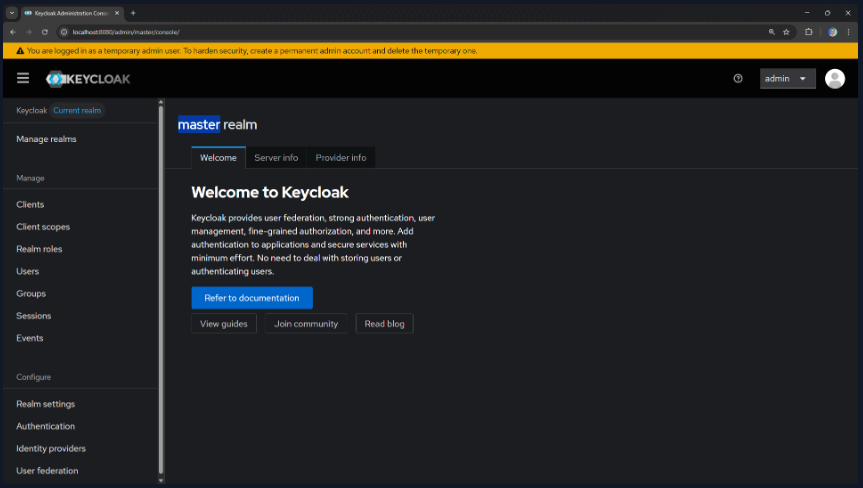 Keycloak Administration Conso
localhost:8080/admin/master/console/
You are logged in as a temporary admin user. To harden security, create a permanent admin account and delete the temporary one.
KEYCLOAK
admin
Keycloak Current realm
Manage realms
Manage
Clients
Client scopes
Realm roles
Users
Groups
Sessions
Events
Configure
Realm settings
Authentication
Identity providers
User federation
master realm
Welcome Server info Provider info
Welcome to Keycloak
Keycloak provides user federation, strong authentication, user
management, fine-grained authorization, and more. Add
authentication to applications and secure services with
minimum effort. No need to deal with storing users or
authenticating users.
Refer to documentation
View guides Join community Read blog